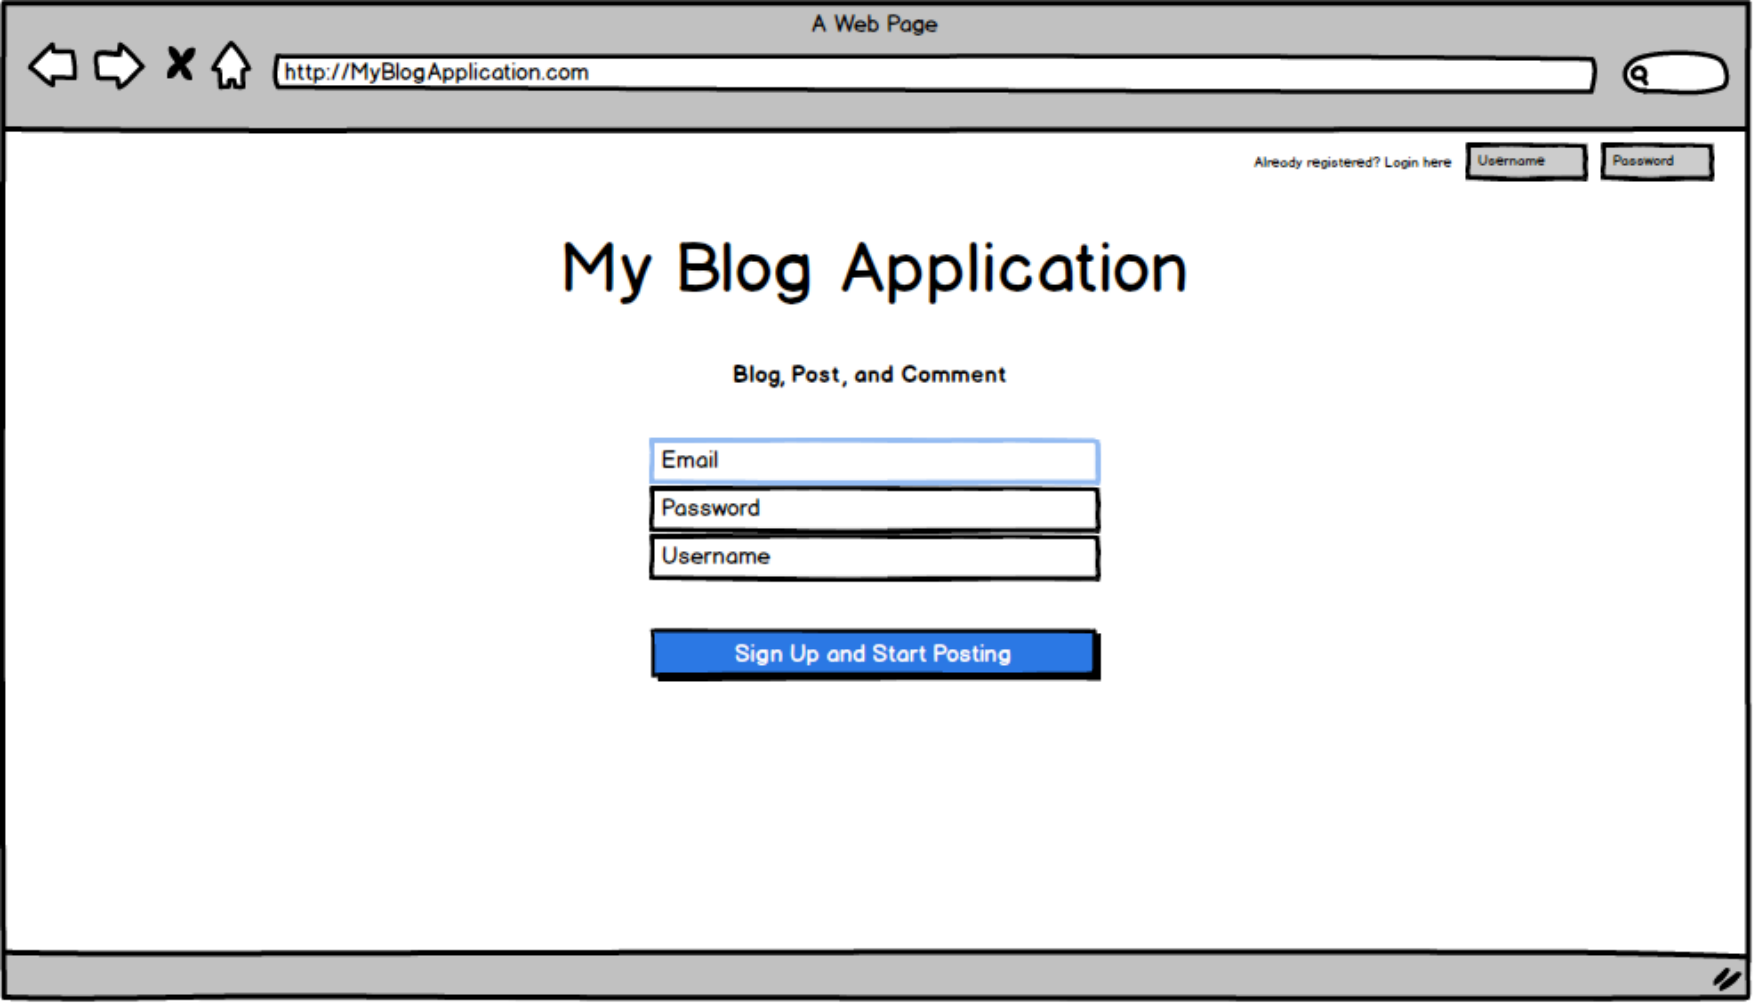 A Web Page
http://MyBlogApplication.com
Already registered? Login here Username Password
My Blog Application
Blog, Post, and Comment
Email
Password
Username
Sign Up and Start Posting